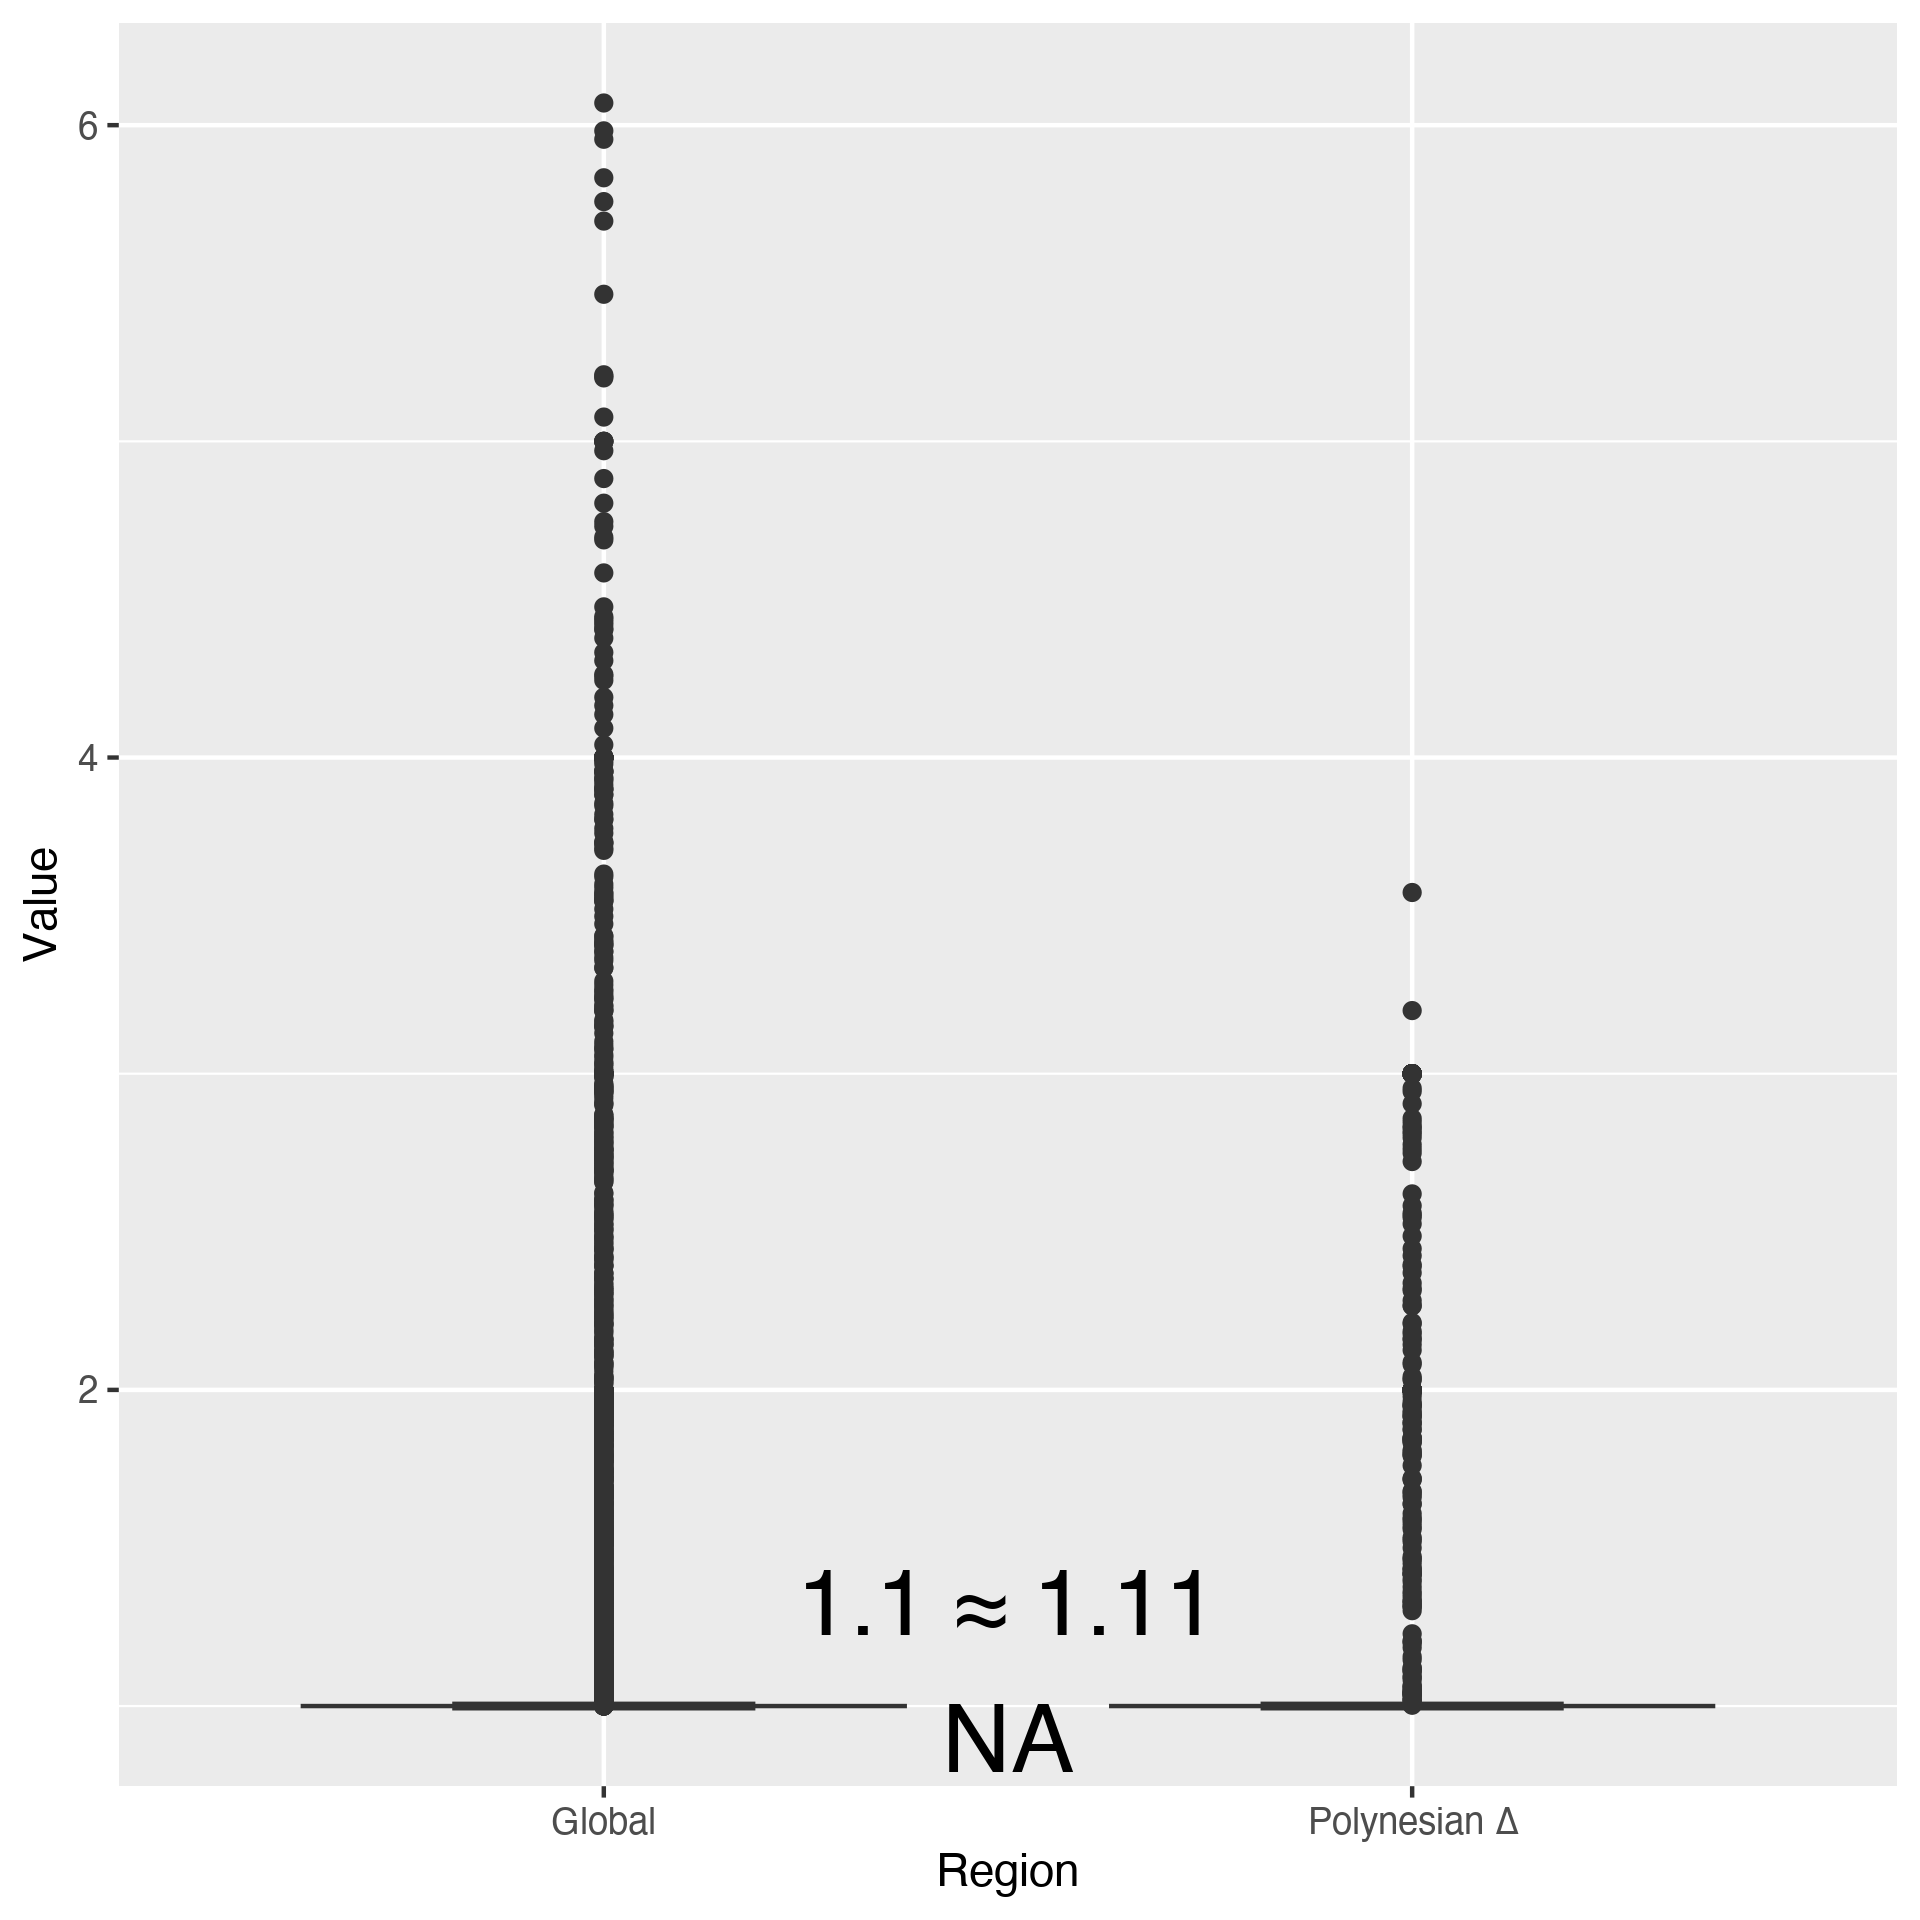 6
4
2
Value
1.1 ≈ 1.11
NA
Global
Polynesian Δ
Region